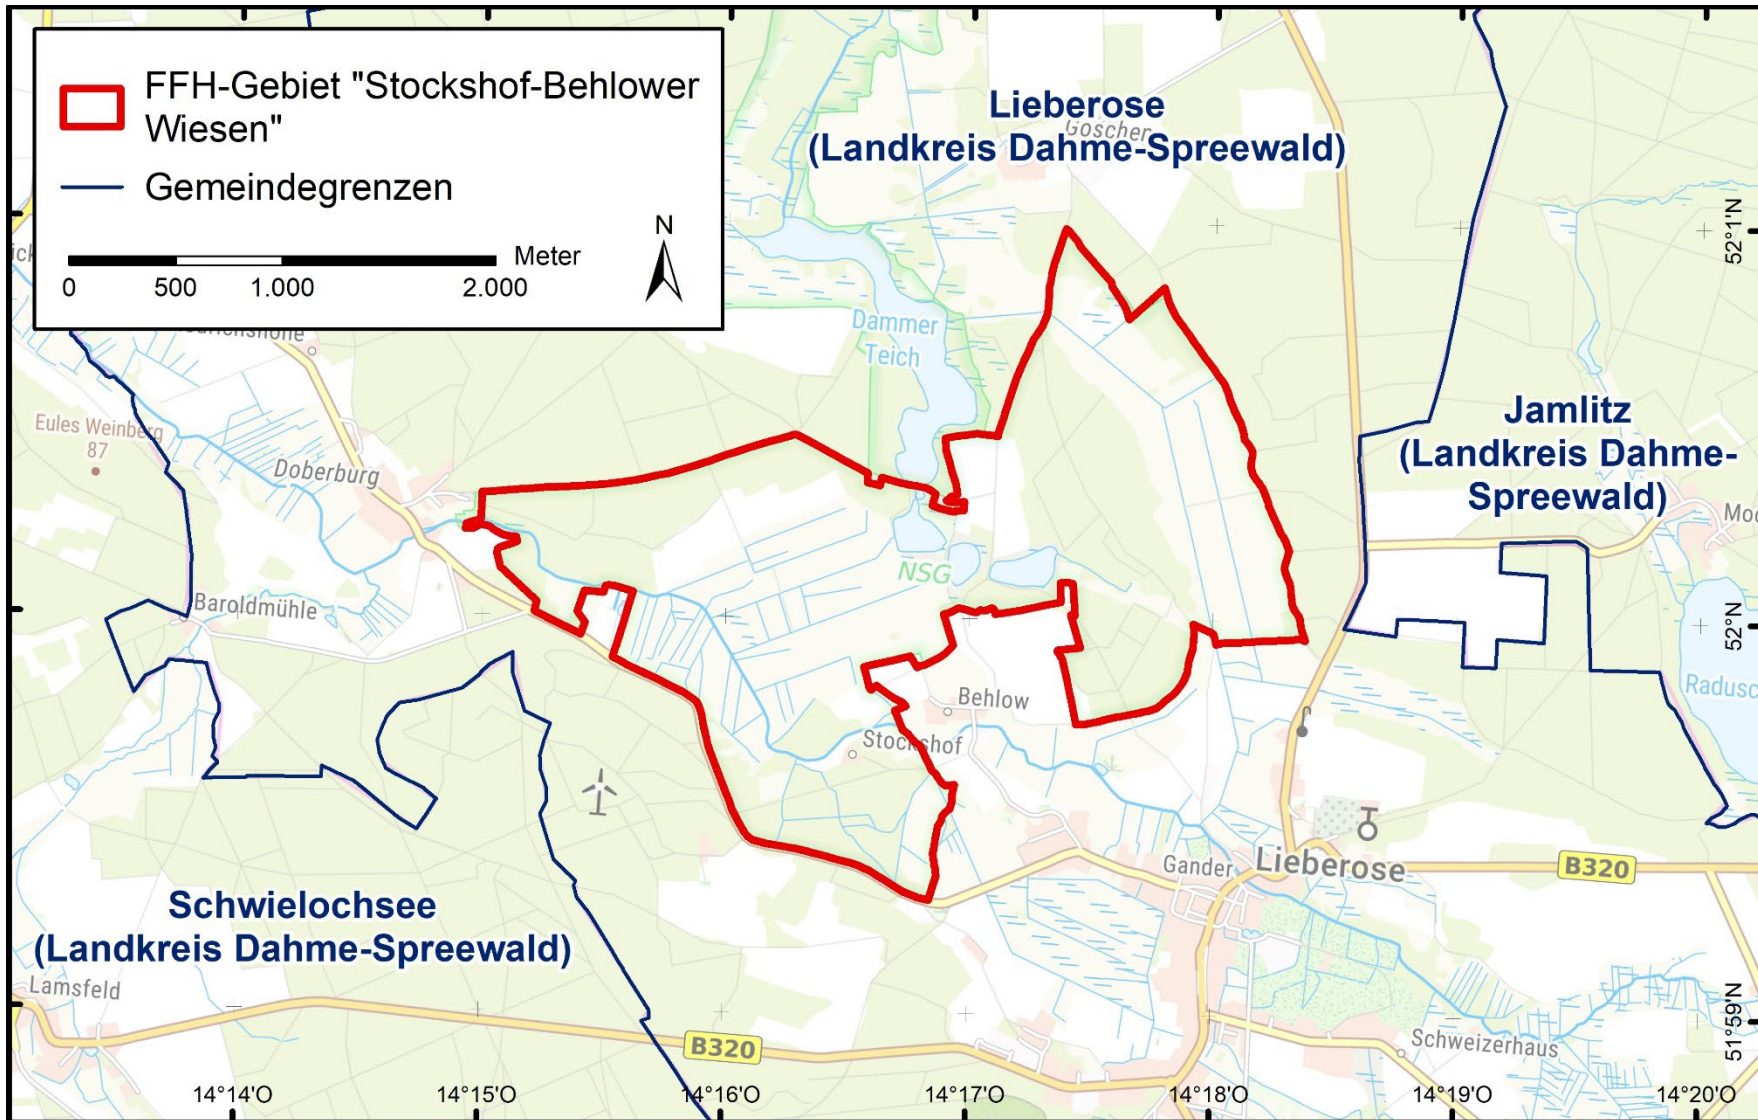 FFH-Gebiet "Stockshof-Behlower
Wiesen"
Gemeindegrenzen
N
Meter
0 500 1.000 2.000
Lieberose
(Landkreis Dahme-Spreewald)
52°1'N
Dammer
Teich
Eules Weinberg
87
Doberburg
Jamlitz
(Landkreis Dahme-
Spreewald)
NSG
Baroldmühle
52°N
Behlow
Stockshof
Gander
Lieberose
B320
Schwielochsee
(Landkreis Dahme-Spreewald)
Lamsfeld
B320
Schweizerhaus
51°59'N
14°14'O 14°15'O 14°16'O 14°17'O 14°18'O 14°19'O 14°20'O